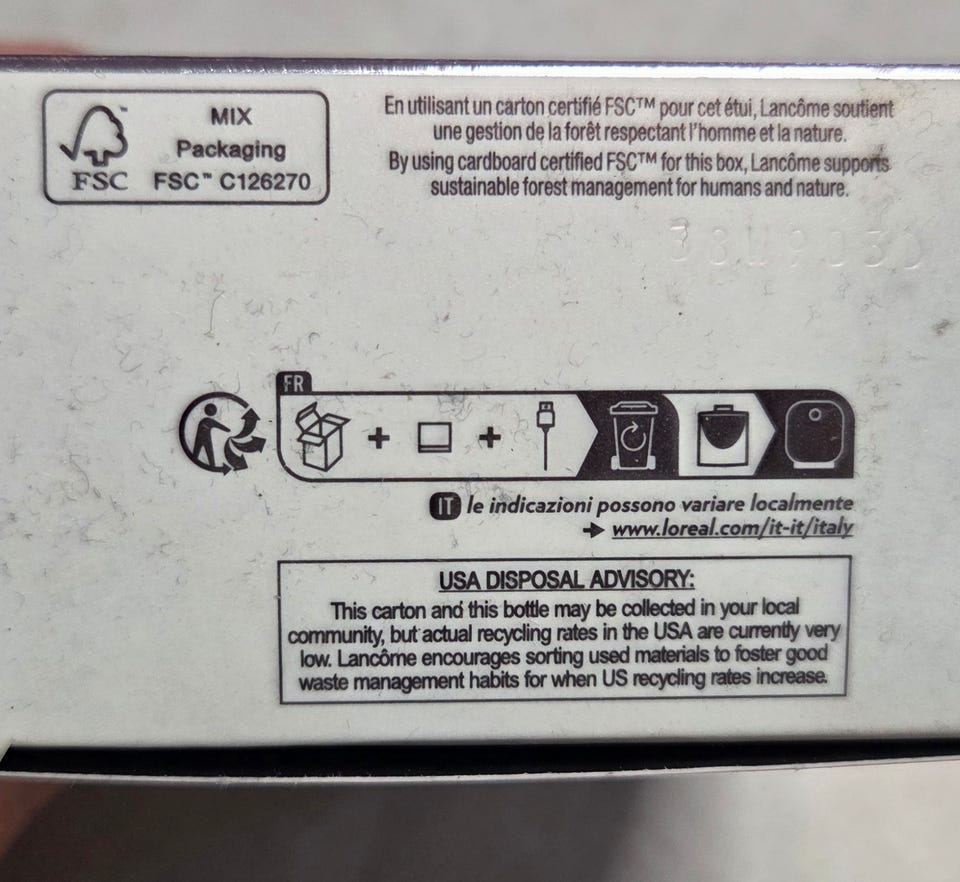 MIX
Packaging
FSC™ C126270
FSC
En utilisant un carton certifié FSC™ pour cet étui, Lancôme soutient
une gestion de la forêt respectant l'homme et la nature.
By using cardboard certified FSC™ for this box, Lancôme supports
sustainable forest management for humans and nature.
FR
IT le indicazioni possono variare localmente
➔ www.loreal.com/it-it/italy
USA DISPOSAL ADVISORY:
This carton and this bottle may be collected in your local
community, but actual recycling rates in the USA are currently very
low. Lancôme encourages sorting used materials to foster good
waste management habits for when US recycling rates increase.